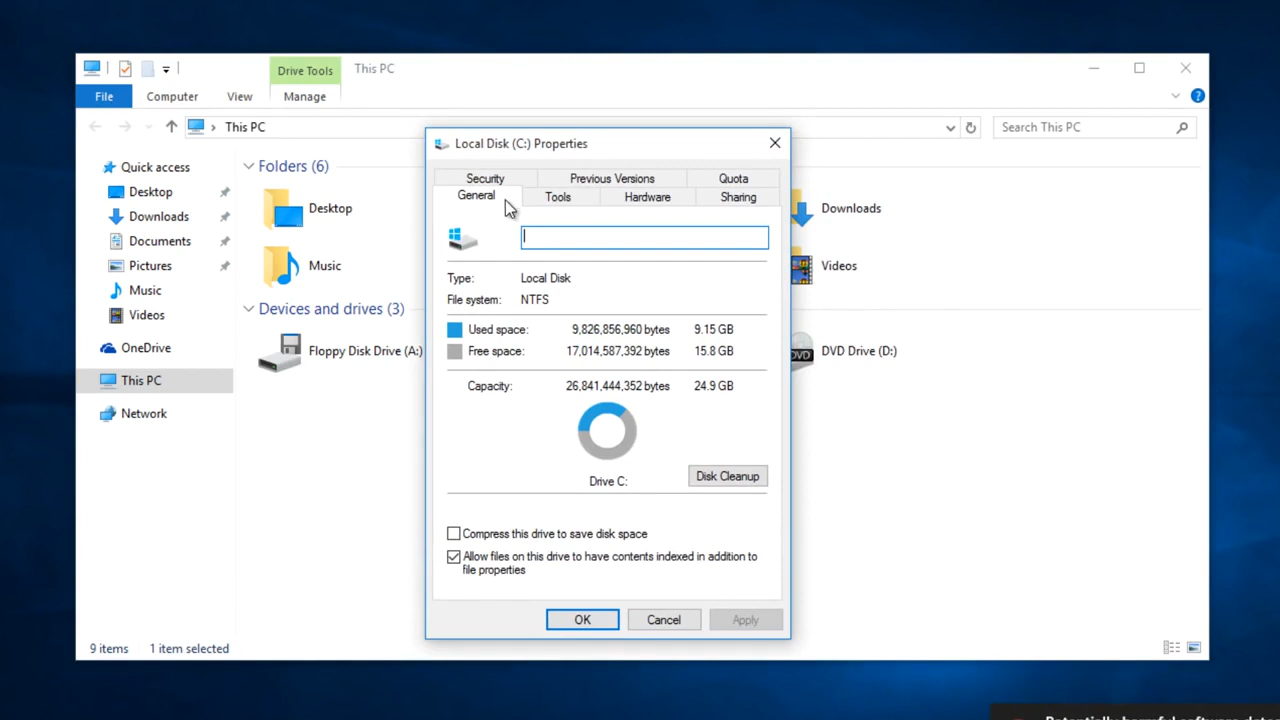 Drive Tools
This PC
File
Computer
View
Manage
This PC
Search This PC
Quick access
Desktop
Downloads
Documents
Pictures
Music
Videos
OneDrive
This PC
Network
Folders (6)
Desktop
Downloads
Music
Videos
Devices and drives (3)
Floppy Disk Drive (A:)
DVD
DVD Drive (D:)
Local Disk (C:) Properties
Security
Previous Versions
Quota
General
Tools
Hardware
Sharing
Type: Local Disk
File system: NTFS
Used space: 9,826,856,960 bytes 9.15 GB
Free space: 17,014,587,392 bytes 15.8 GB
Capacity: 26,841,444,352 bytes 24.9 GB
Drive C:
Disk Cleanup
Compress this drive to save disk space
Allow files on this drive to have contents indexed in addition to
file properties
OK
Cancel
Apply
9 items
1 item selected